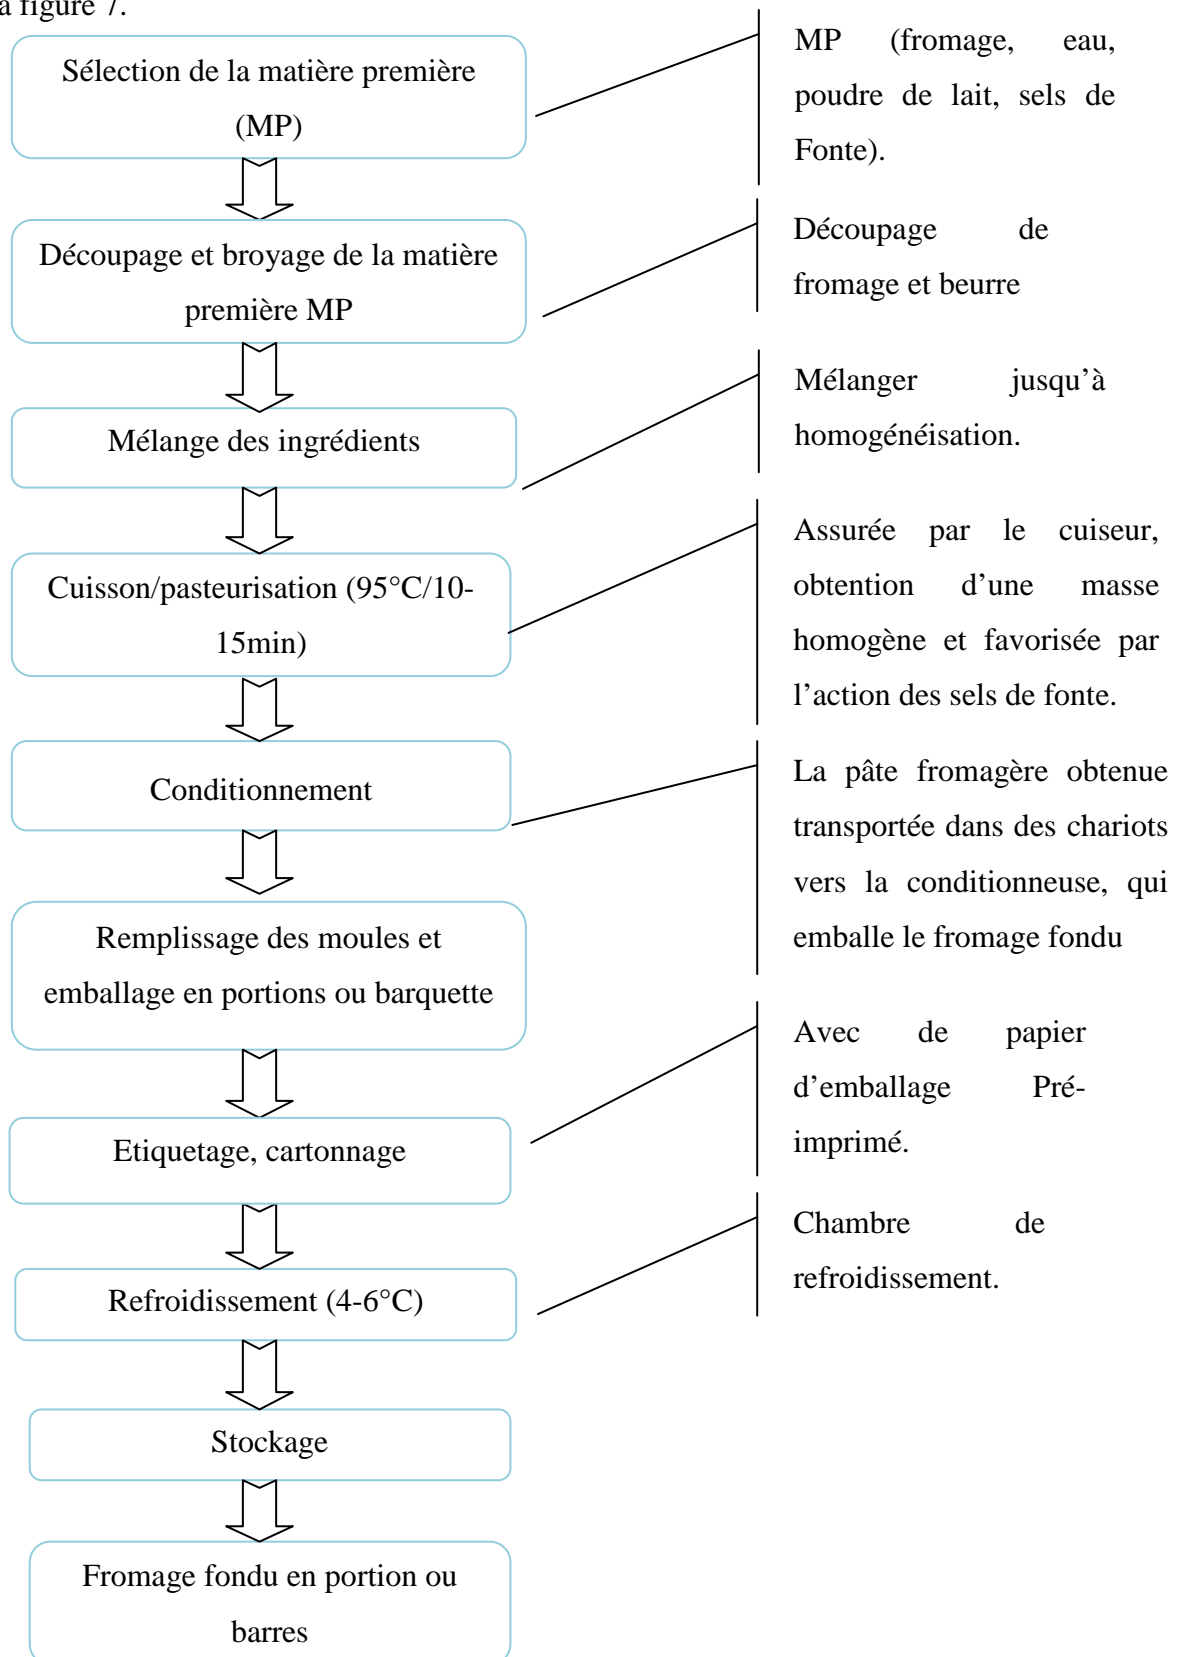 a figure 7.
Sélection de la matière première
(MP)
MP (fromage, eau,
poudre de lait, sels de
Fonte).
Découpage et broyage de la matière
première MP
Découpage de
fromage et beurre
Mélange des ingrédients
Mélanger jusqu’à
homogénéisation.
Cuisson/pasteurisation (95°C/10-
15min)
Assurée par le cuiseur,
obtention d’une masse
homogène et favorisée par
l’action des sels de fonte.
Conditionnement
La pâte fromagère obtenue
transportée dans des chariots
vers la conditionneuse, qui
emballe le fromage fondu
Remplissage des moules et
emballage en portions ou barquette
Avec de papier
d’emballage Pré-
imprimé.
Etiquetage, cartonnage
Chambre de
refroidissement.
Refroidissement (4-6°C)
Stockage
Fromage fondu en portion ou
barres